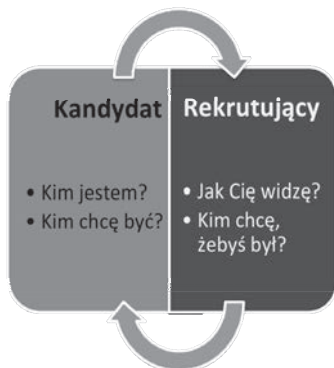 Kandydat
• Kim jestem?
• Kim chcę być?
Rekrutujący
• Jak Cię widzę?
• Kim chcę,
żebyś był?